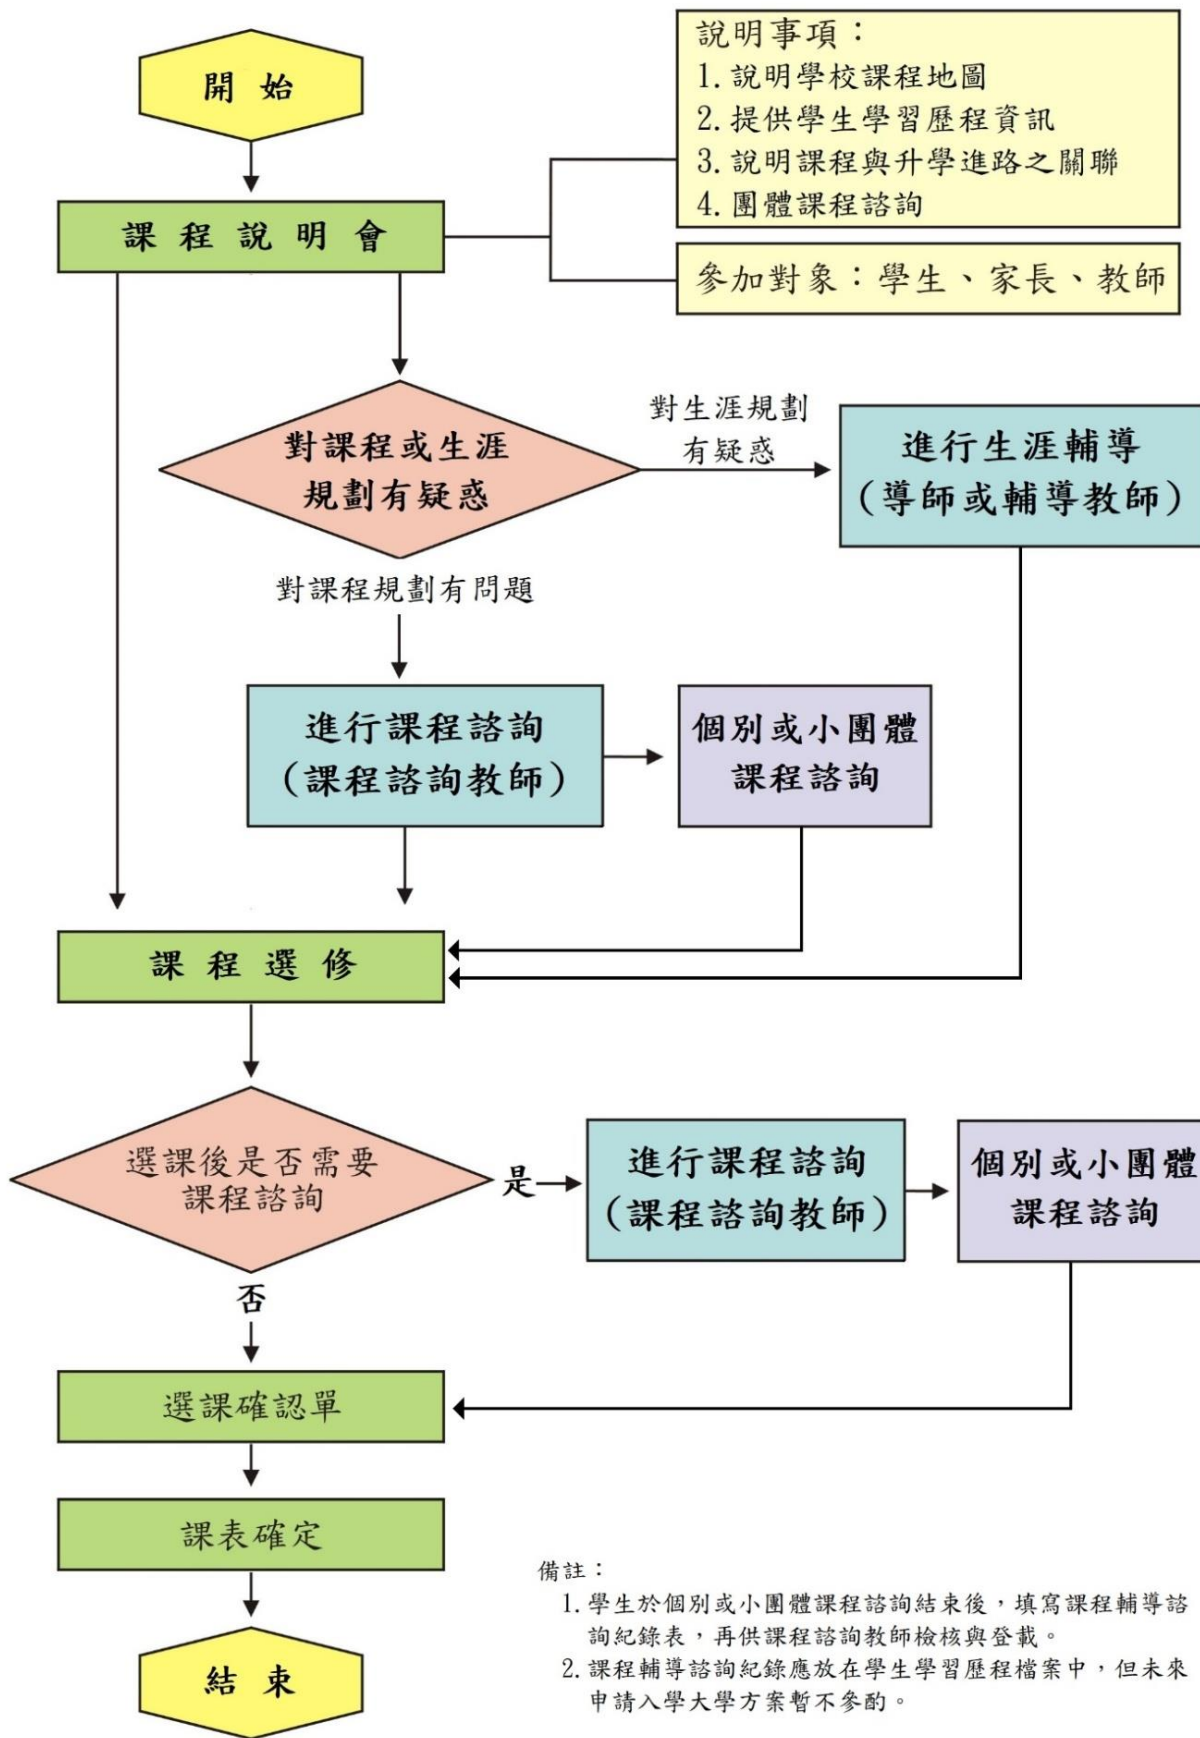 開始
說明事項：
1.說明學校課程地圖
2.提供學生學習歷程資訊
3.說明課程與升學進路之關聯
4.團體課程諮詢
課程說明會
參加對象：學生、家長、教師
對課程或生涯
規劃有疑惑
對生涯規劃
有疑惑
進行生涯輔導
(導師或輔導教師)
對課程規劃有問題
進行課程諮詢
(課程諮詢教師)
個別或小團體
課程諮詢
課程選修
選課後是否需要
課程諮詢
是
進行課程諮詢
(課程諮詢教師)
個別或小團體
課程諮詢
否
選課確認單
課表確定
結束
備註：
1.學生於個別或小團體課程諮詢結束後，填寫課程輔導諮
詢紀錄表，再供課程諮詢教師檢核與登載。
2.課程輔導諮詢紀錄應放在學生學習歷程檔案中，但未來
申請入學大學方案暫不參酌。